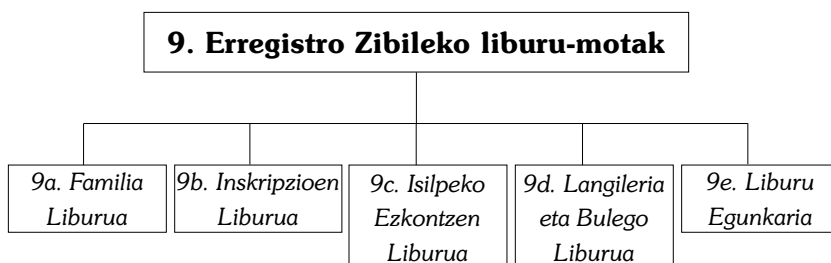 9. Erregistro Zibileko liburu-motak
9a. Familia
Liburua
9b. Inskripzioen
Liburua
9c. Isilpeko
Ezkontzen
Liburua
9d. Langileria
eta Bulego
Liburua
9e. Liburu
Egunkaria